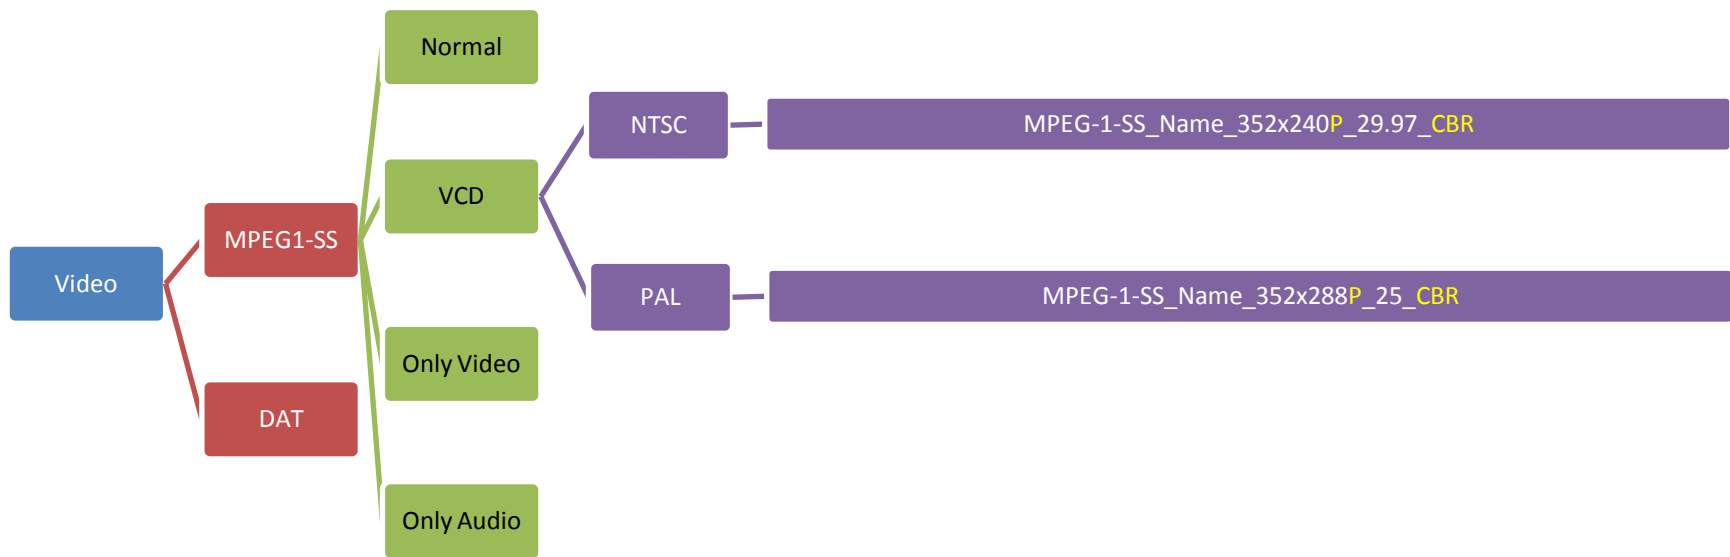 Normal
NTSC
MPEG-1-SS_Name_352x240P_29.97_CBR
VCD
MPEG1-SS
Video
PAL
MPEG-1-SS_Name_352x288P_25_CBR
Only Video
DAT
Only Audio